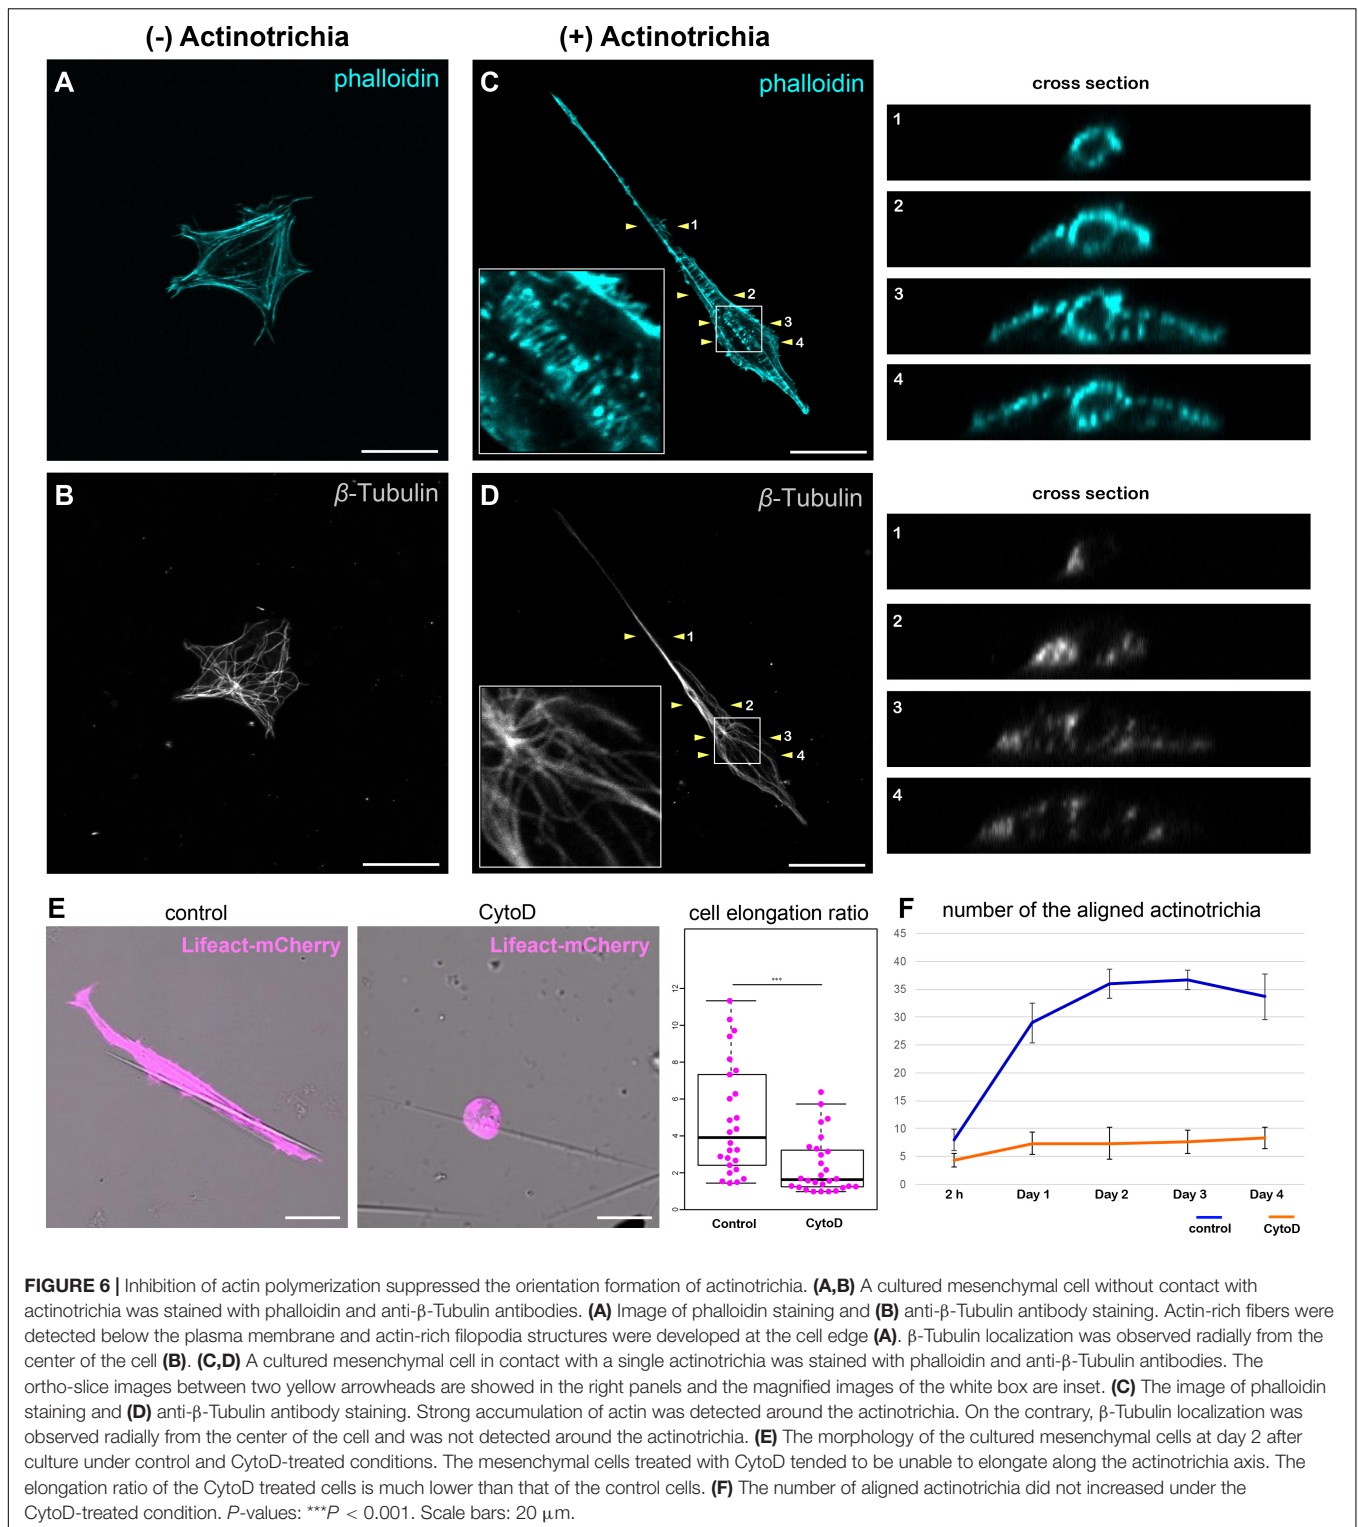 (-) Actinotrichia
(+) Actinotrichia
A
phalloidin
C
phalloidin
1
2
3
4
cross section
1
2
3
4
B
β-Tubulin
D
β-Tubulin
1
2
3
4
cross section
1
2
3
4
E
control
Lifeact-mCherry
CytoD
Lifeact-mCherry
cell elongation ratio
***
12
10
8
6
4
2
0
Control
CytoD
F
number of the aligned actinotrichia
45
40
35
30
25
20
15
10
5
0
2 h
Day 1
Day 2
Day 3
Day 4
control
CytoD
FIGURE 6 | Inhibition of actin polymerization suppressed the orientation formation of actinotrichia. (A,B) A cultured mesenchymal cell without contact with
actinotrichia was stained with phalloidin and anti-β-Tubulin antibodies. (A) Image of phalloidin staining and (B) anti-β-Tubulin antibody staining. Actin-rich fibers were
detected below the plasma membrane and actin-rich filopodia structures were developed at the cell edge (A). β-Tubulin localization was observed radially from the
center of the cell (B). (C,D) A cultured mesenchymal cell in contact with a single actinotrichia was stained with phalloidin and anti-β-Tubulin antibodies. The
ortho-slice images between two yellow arrowheads are showed in the right panels and the magnified images of the white box are inset. (C) The image of phalloidin
staining and (D) anti-β-Tubulin antibody staining. Strong accumulation of actin was detected around the actinotrichia. On the contrary, β-Tubulin localization was
observed radially from the center of the cell and was not detected around the actinotrichia. (E) The morphology of the cultured mesenchymal cells at day 2 after
culture under control and CytoD-treated conditions. The mesenchymal cells treated with CytoD tended to be unable to elongate along the actinotrichia axis. The
elongation ratio of the CytoD treated cells is much lower than that of the control cells. (F) The number of aligned actinotrichia did not increased under the
CytoD-treated condition. P-values: ***P < 0.001. Scale bars: 20 μm.